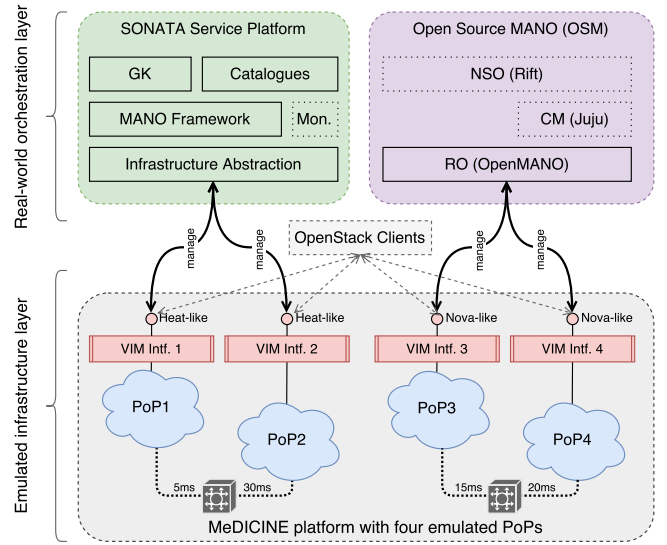 Real-world orchestration layer
SONATA Service Platform
GK
Catalogues
MANO Framework
Mon.
Infrastructure Abstraction
Open Source MANO (OSM)
NSO (Rift)
CM (Juju)
RO (OpenMANO)
OpenStack Clients
manage
manage
manage
manage
Emulated infrastructure layer
Heat-like
Heat-like
Nova-like
Nova-like
VIM Intf. 1
VIM Intf. 2
VIM Intf. 3
VIM Intf. 4
PoP1
PoP2
PoP3
PoP4
5ms
30ms
15ms
20ms
MeDICINE platform with four emulated PoPs